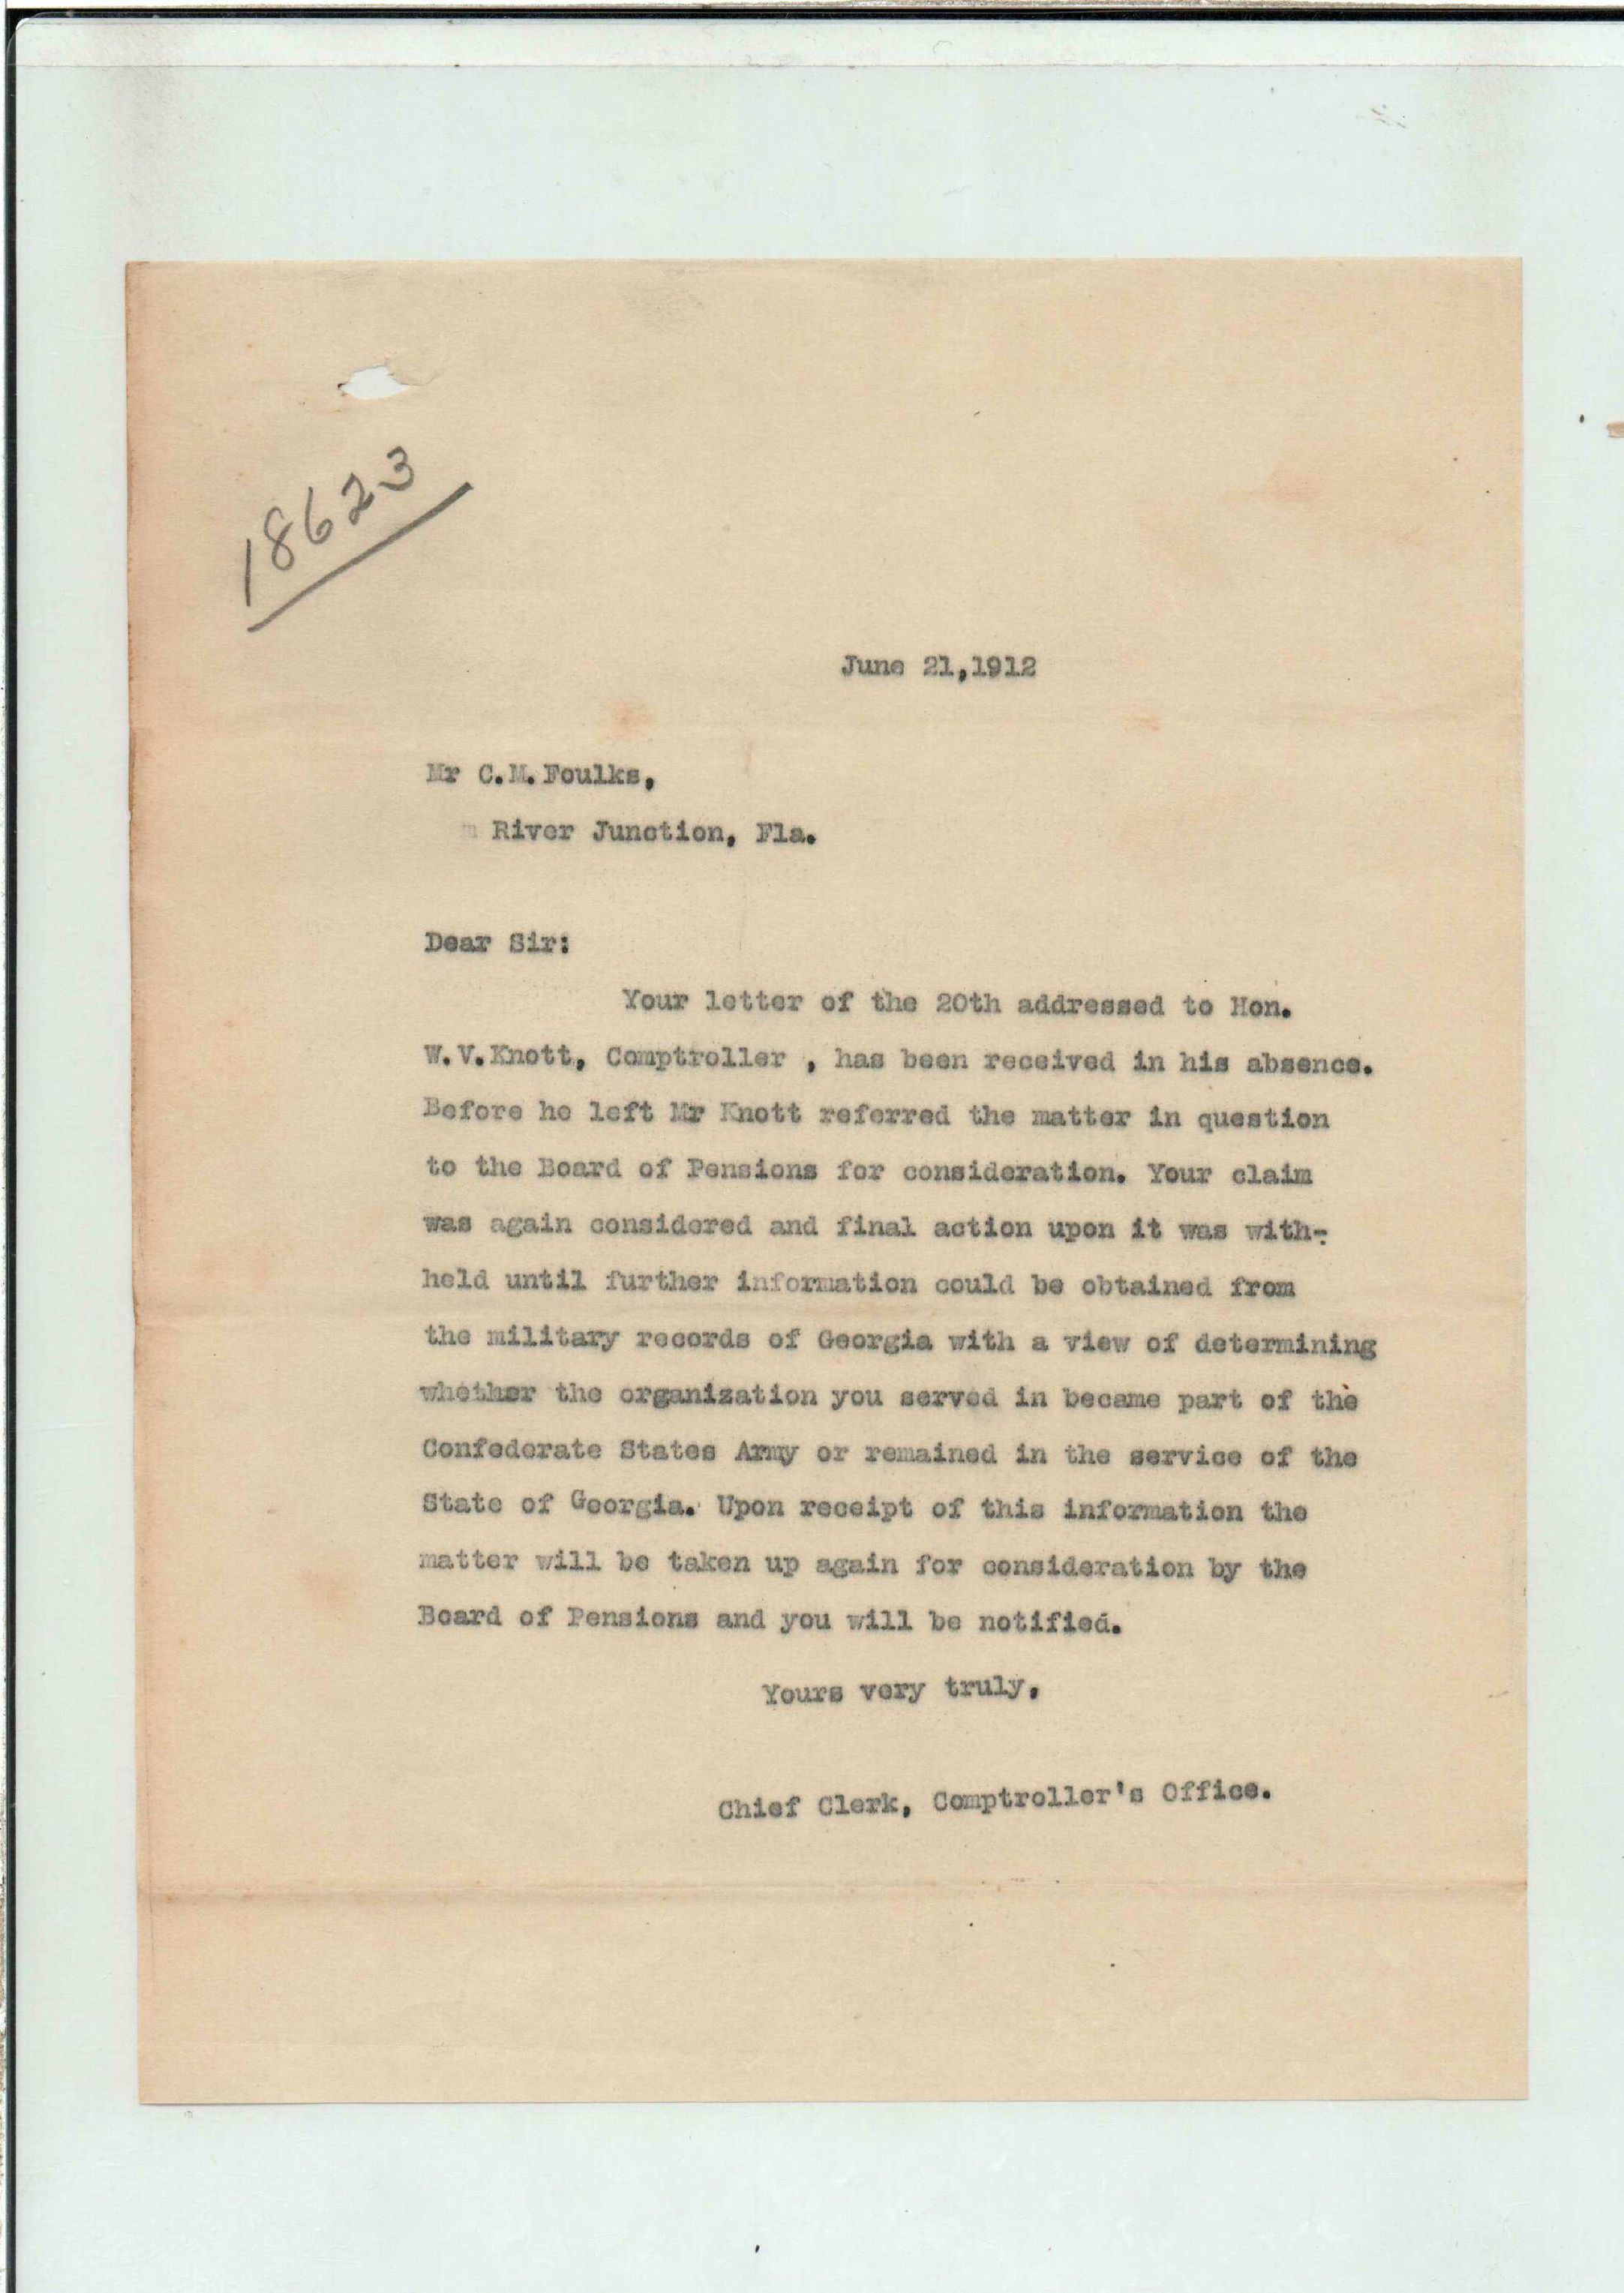 18623
June 21,1912
Mr C.M.Foulks,
River Junction, Fla.
Dear Sir:
Your letter of the 20th addressed to Hon.
W.V.Knott, Comptroller , has been received in his absence.
Before he left Mr Knott referred the matter in question
to the Board of Pensions for consideration. Your claim
was again considered and final action upon it was with-
held until further information could be obtained from
the military records of Georgia with a view of determining
whether the organization you served in became part of the
Confederate States Army or remained in the service of the
State of Georgia. Upon receipt of this information the
matter will be taken up again for consideration by the
Board of Pensions and you will be notified.
Yours very truly,
Chief Clerk, Comptroller's Office.